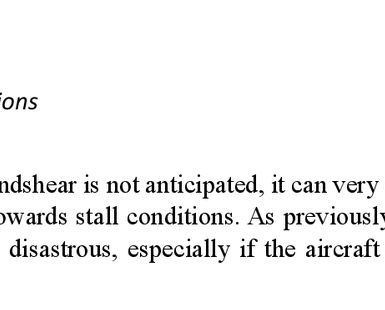 ions
ndshear is not anticipated, it can very
owards stall conditions. As previously
disastrous, especially if the aircraft